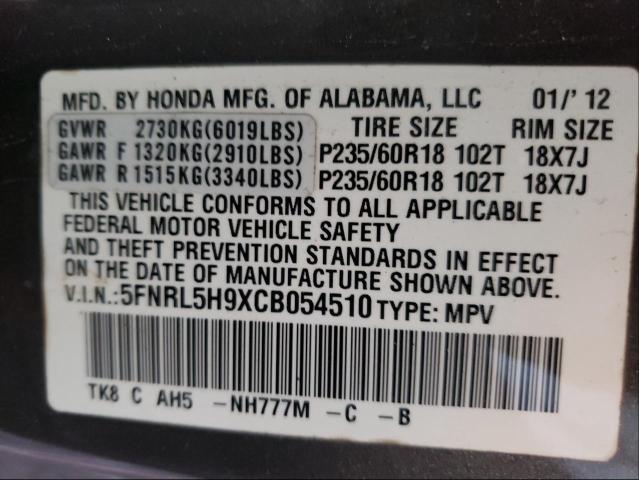 MFD. BY HONDA MFG. OF ALABAMA, LLC 01/' 12
GVWR 2730KG(6019LBS) TIRE SIZE RIM SIZE
GAWR F 1320KG(2910LBS) P235/60R18 102T 18X7J
GAWR R 1515KG(3340LBS) P235/60R18 102T 18X7J
THIS VEHICLE CONFORMS TO ALL APPLICABLE
FEDERAL MOTOR VEHICLE SAFETY
AND THEFT PREVENTION STANDARDS IN EFFECT
ON THE DATE OF MANUFACTURE SHOWN ABOVE.
V.I.N.:5FNRL5H9XCB054510 TYPE: MPV
TK8 C AH5 -NH777M -C -B